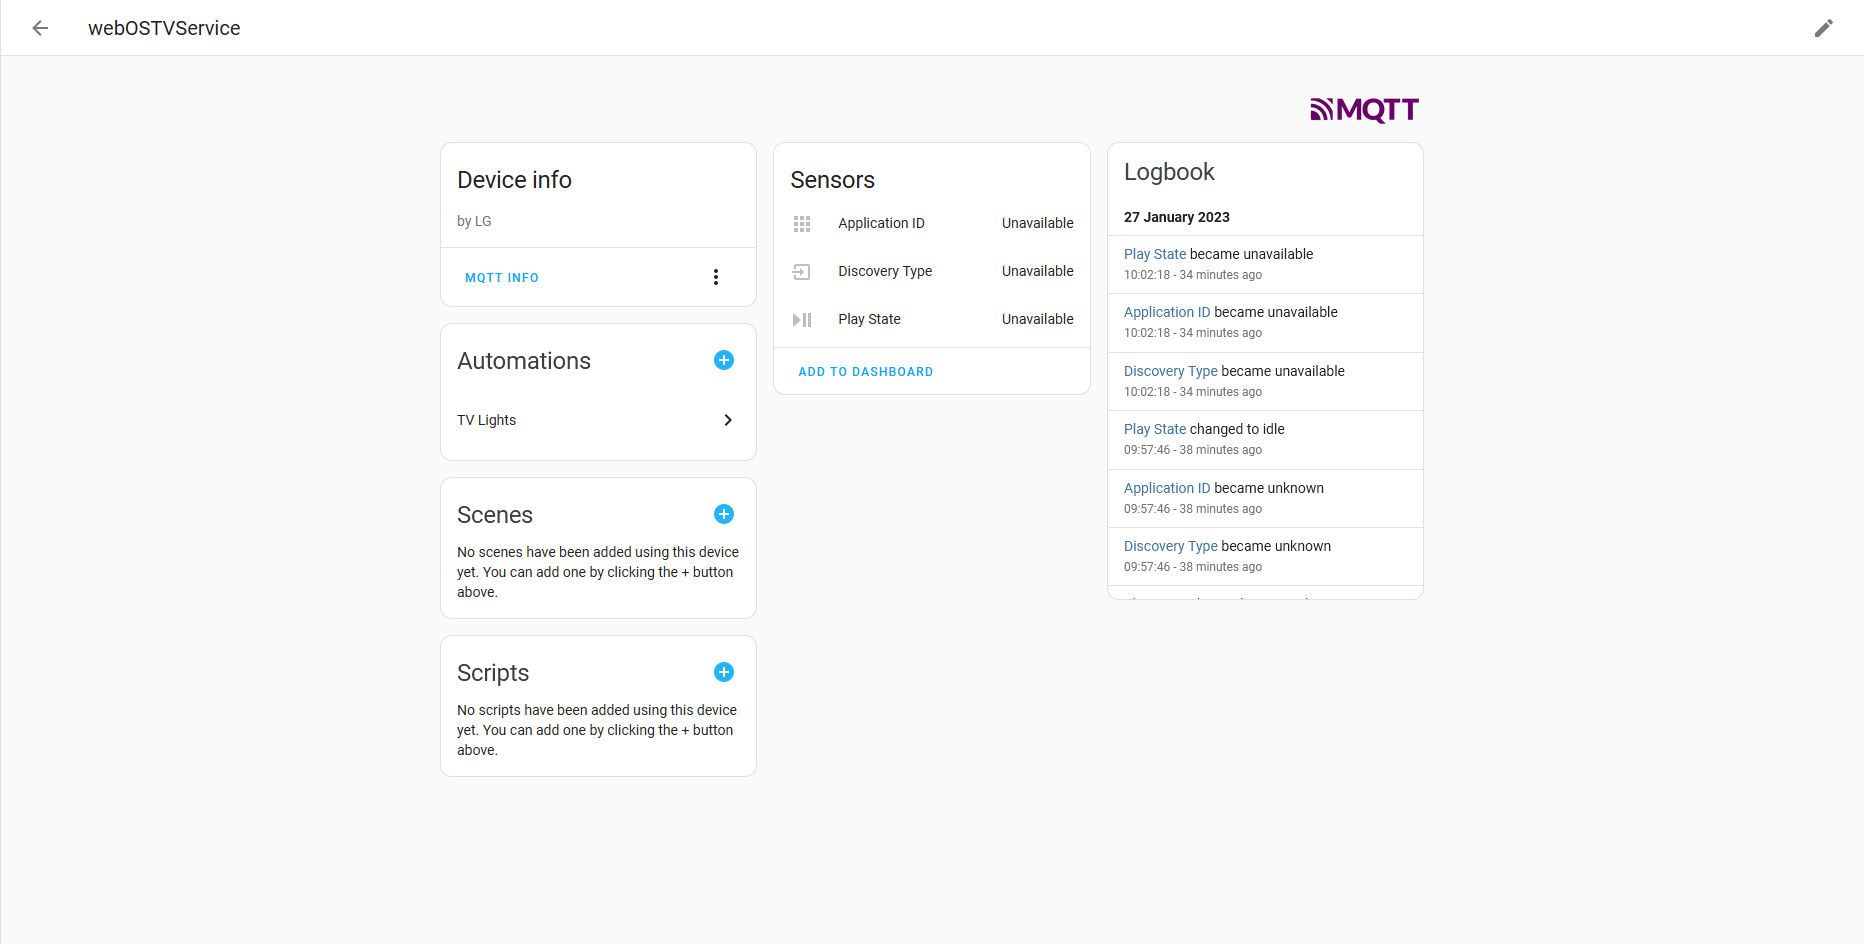 webOSTVService
MQTT
Device info
by LG
MQTT INFO
Automations
TV Lights
Scenes
No scenes have been added using this device
yet. You can add one by clicking the + button
above.
Scripts
No scripts have been added using this device
yet. You can add one by clicking the + button
above.
Sensors
Application ID Unavailable
Discovery Type Unavailable
Play State Unavailable
ADD TO DASHBOARD
Logbook
27 January 2023
Play State became unavailable
10:02:18 - 34 minutes ago
Application ID became unavailable
10:02:18 - 34 minutes ago
Discovery Type became unavailable
10:02:18 - 34 minutes ago
Play State changed to idle
09:57:46 - 38 minutes ago
Application ID became unknown
09:57:46 - 38 minutes ago
Discovery Type became unknown
09:57:46 - 38 minutes ago